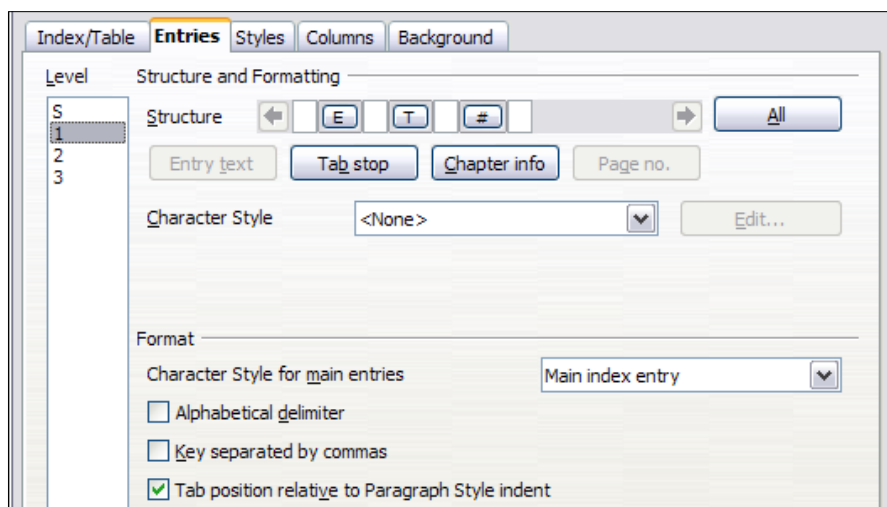 Index/Table Entries Styles Columns Background
Level Structure and Formatting
S
1
2
3
Structure E T # All
Entry text Tab stop Chapter info Page no.
Character Style <None> Edit...
Format
Character Style for main entries Main index entry
Alphabetical delimiter
Key separated by commas
Tab position relative to Paragraph Style indent